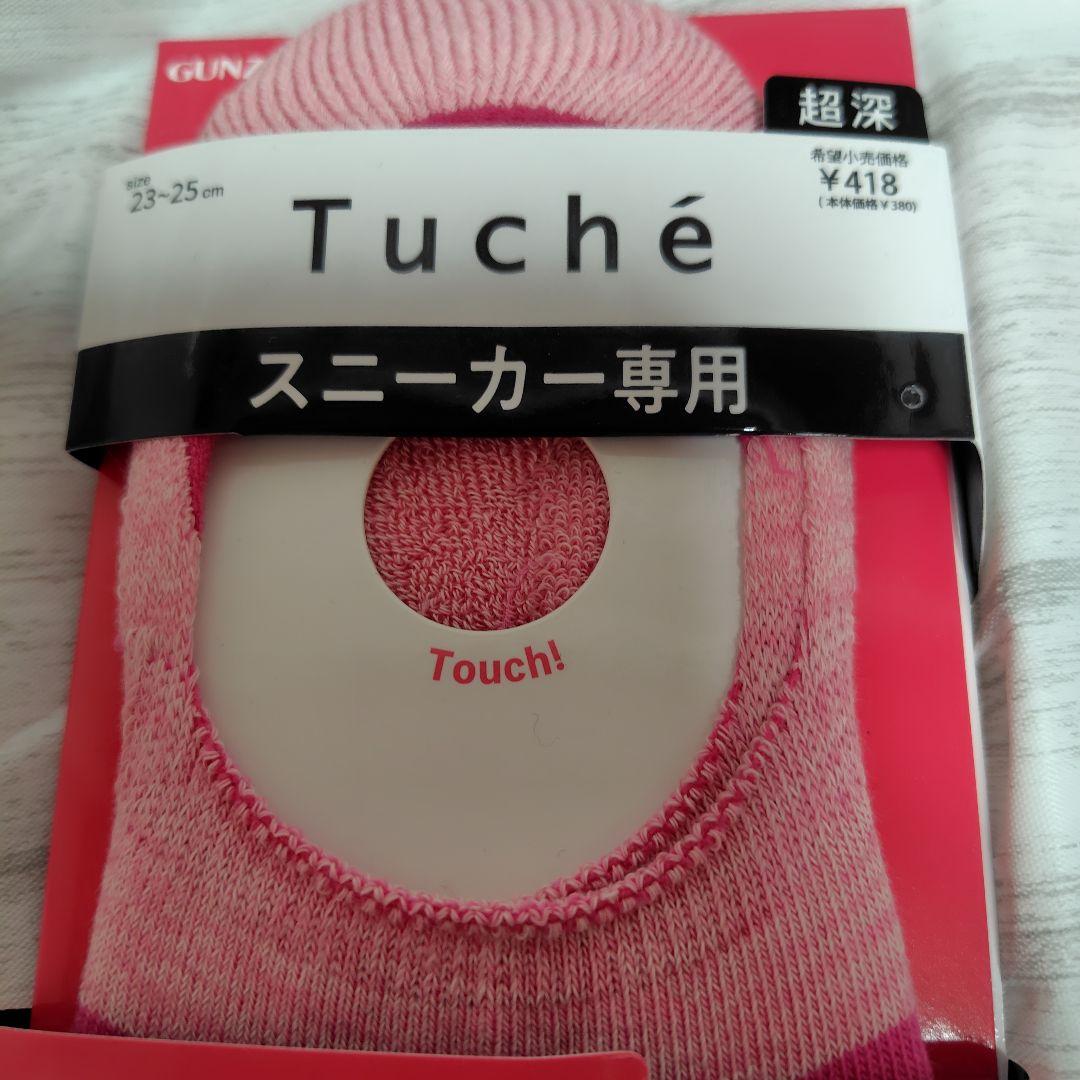 超深
size
23~25cm
希望小売価格
¥418
(本体価格¥380)
Tuché
スニーカー専用
Touch!